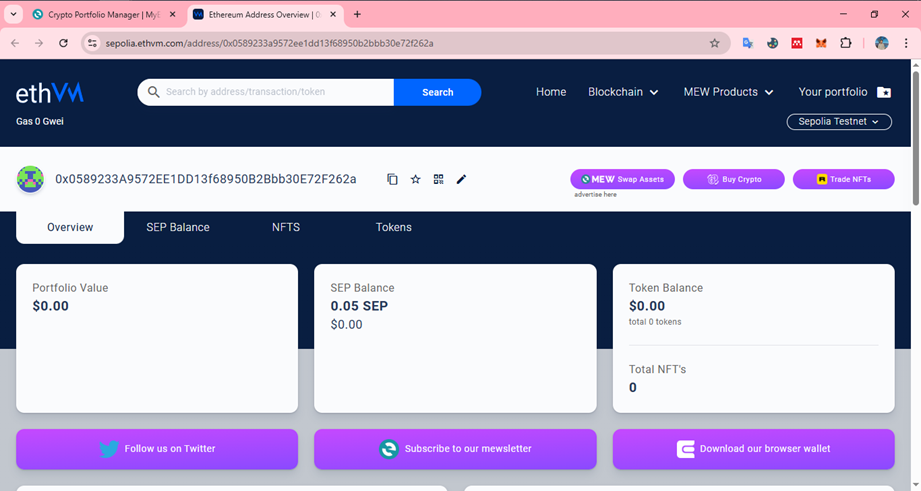 Crypto Portfolio Manager | MyE
Ethereum Address Overview | 0
sepolia.ethvm.com/address/0x0589233a9572ee1dd13f68950b2bbb30e72f262a
ethVM
Search by address/transaction/token
Search
Home
Blockchain
MEW Products
Your portfolio
Gas 0 Gwei
Sepolia Testnet
0x0589233A9572EE1DD13f68950B2Bbb30E72F262a
MEW Swap Assets
Buy Crypto
Trade NFTs
advertise here
Overview
SEP Balance
NFTS
Tokens
Portfolio Value
$0.00
SEP Balance
0.05 SEP
$0.00
Token Balance
$0.00
total 0 tokens
Total NFT's
0
Follow us on Twitter
Subscribe to our mewsletter
Download our browser wallet